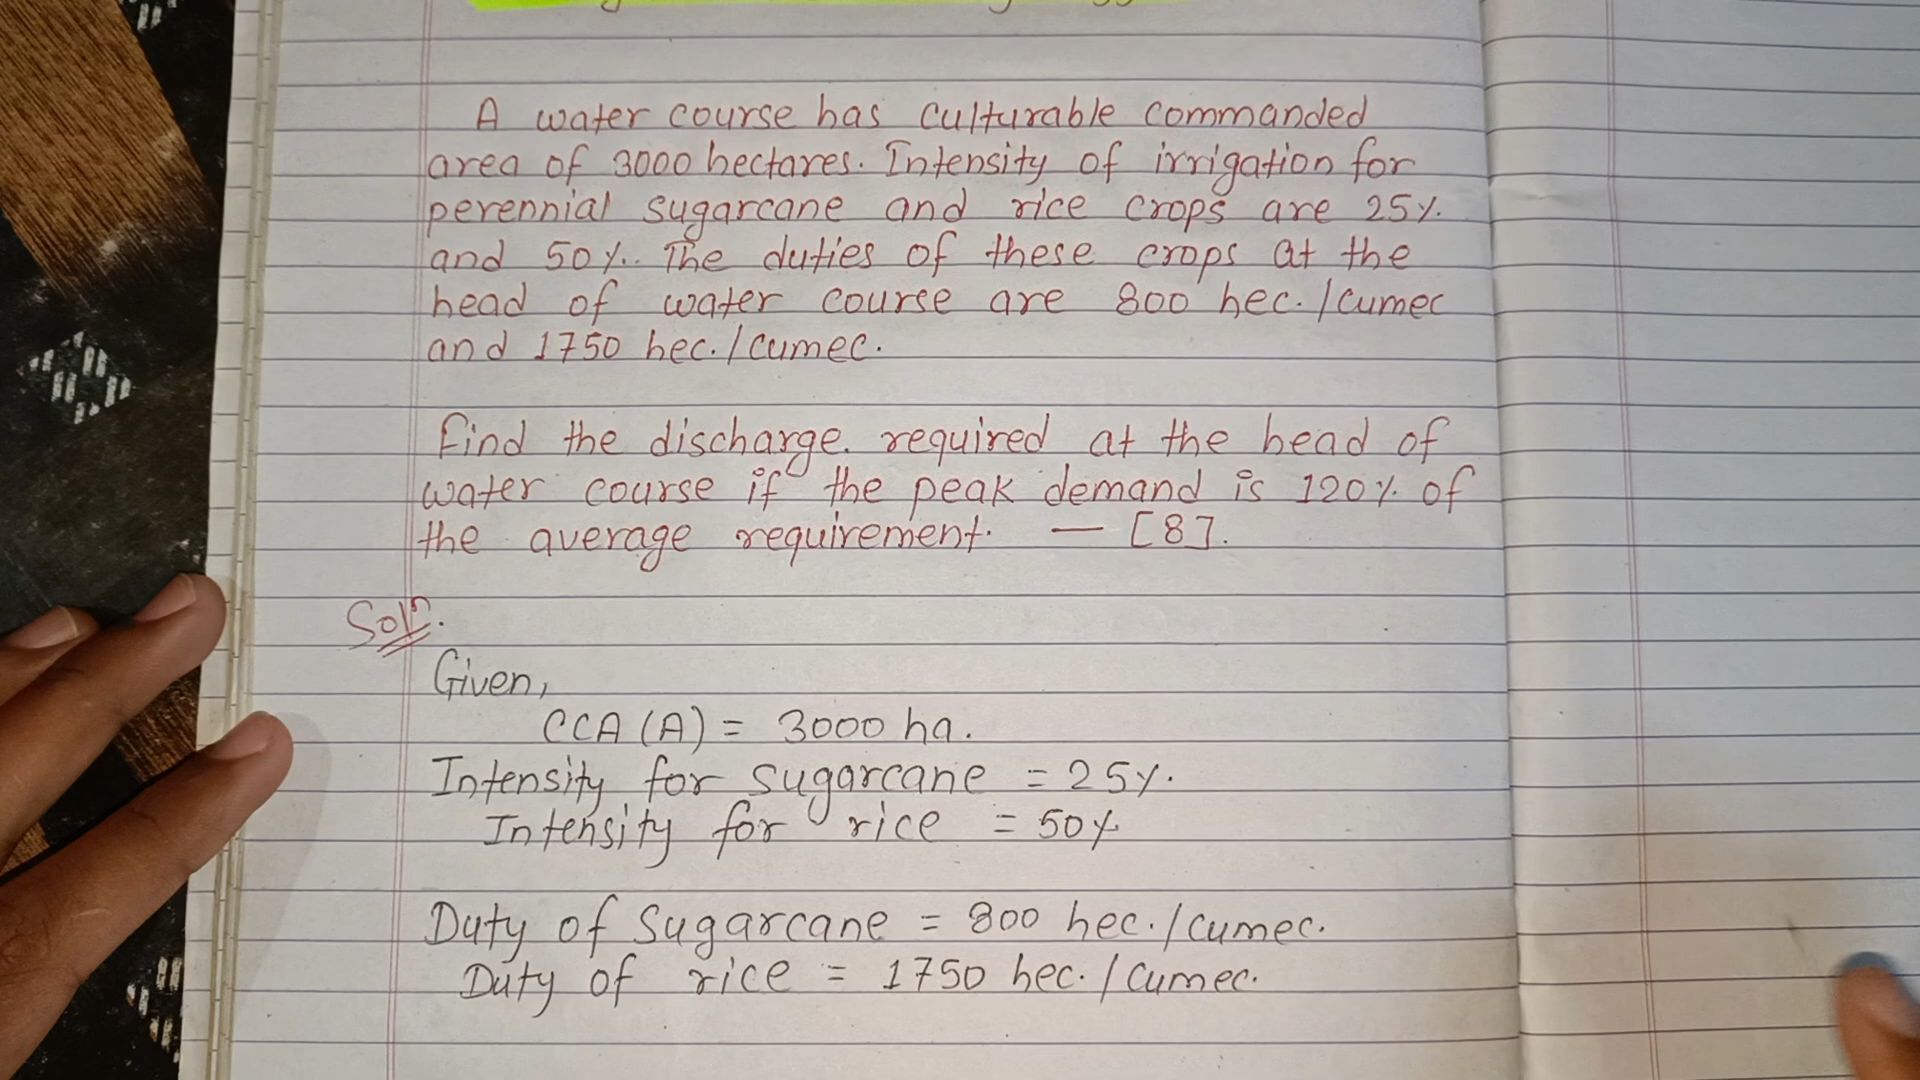 A water course has culturable commanded
area of 3000 hectares. Intensity of irrigation for
perennial sugarcane and rice crops are 25%
and 50%. The duties of these crops at the
head of water course are 800 hec./cumec
and 1750 hec./cumec.
Find the discharge required at the head of
water course if the peak demand is 120% of
the average requirement. — [8].
Solⁿ.
Given,
CCA (A) = 3000 ha.
Intensity for sugarcane = 25%.
Intensity for rice = 50%
Duty of Sugarcane = 800 hec./cumec.
Duty of rice = 1750 hec./cumec.